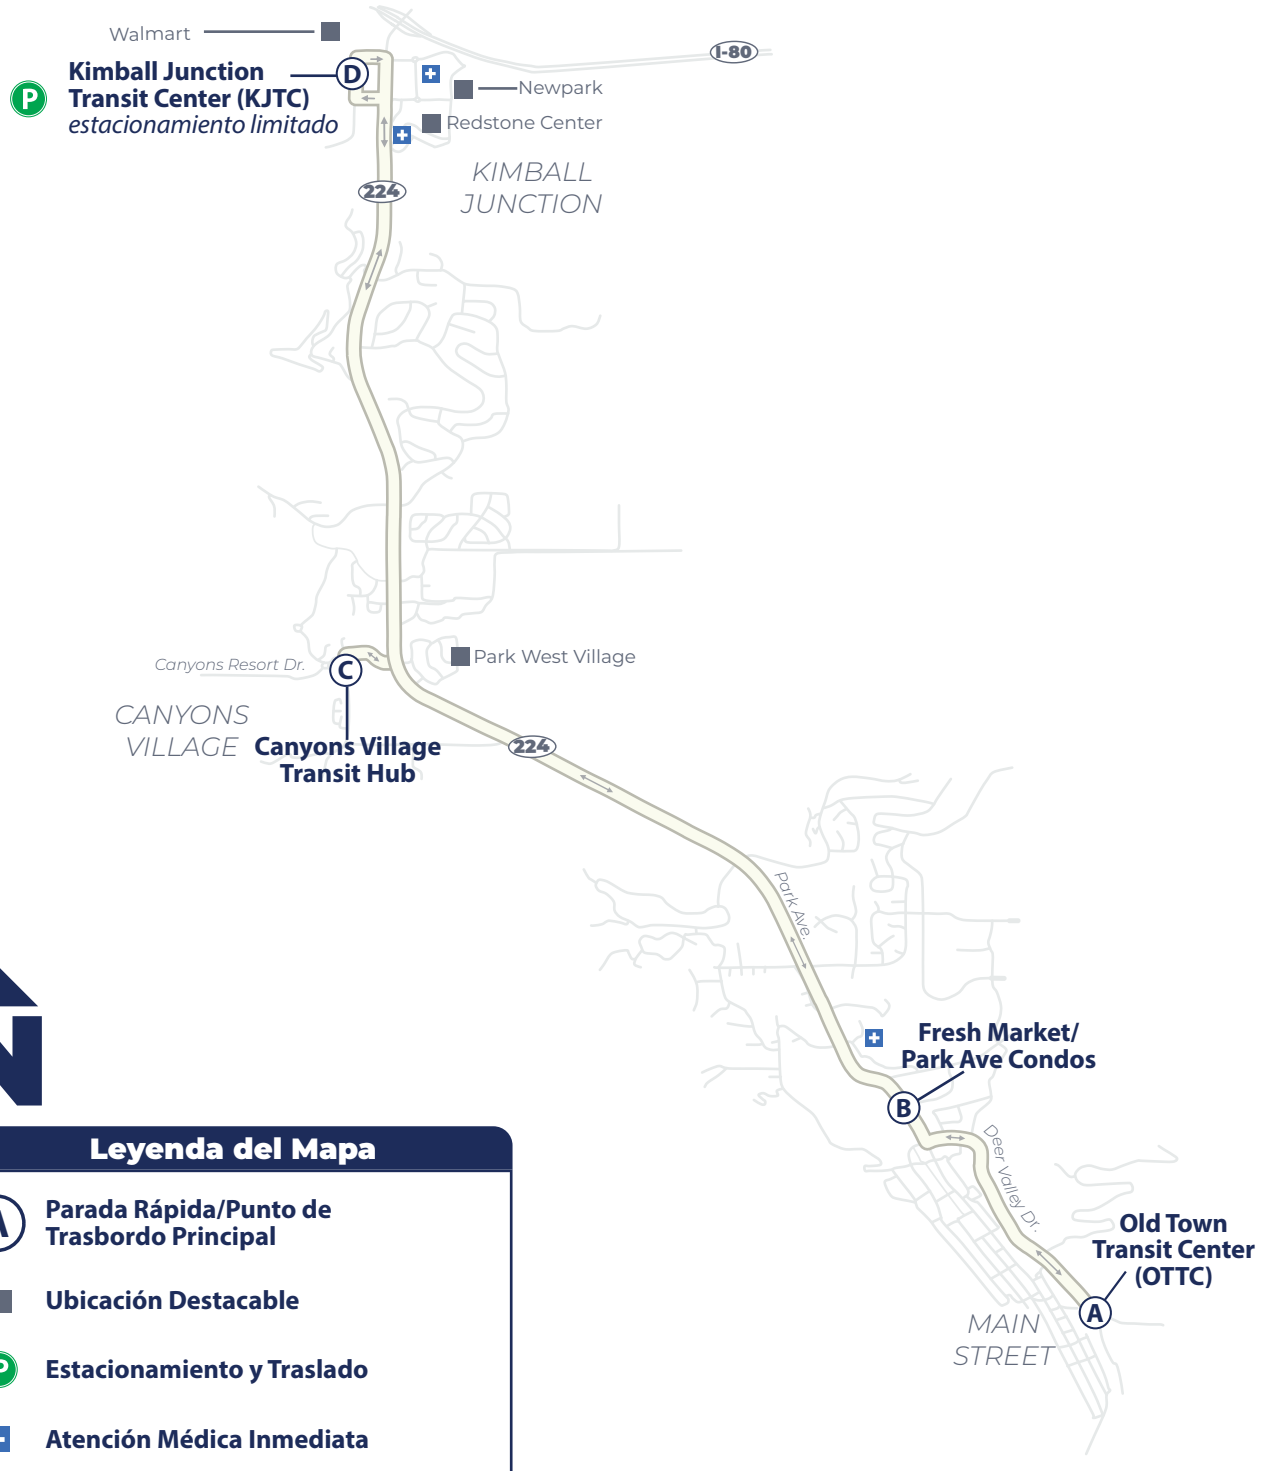 Walmart
I-80
Kimball Junction
Transit Center (KJTC)
estacionamiento limitado
P
D
Newpark
Redstone Center
KIMBALL
JUNCTION
224
Canyons Resort Dr.
C
Park West Village
CANYONS
VILLAGE
Canyons Village
Transit Hub
224
Park Ave.
N
Fresh Market/
Park Ave Condos
B
Deer Valley Dr.
Old Town
Transit Center
(OTTC)
A
MAIN
STREET
Leyenda del Mapa
A
Parada Rápida/Punto de
Trasbordo Principal
Ubicación Destacable
P
Estacionamiento y Traslado
Atención Médica Inmediata